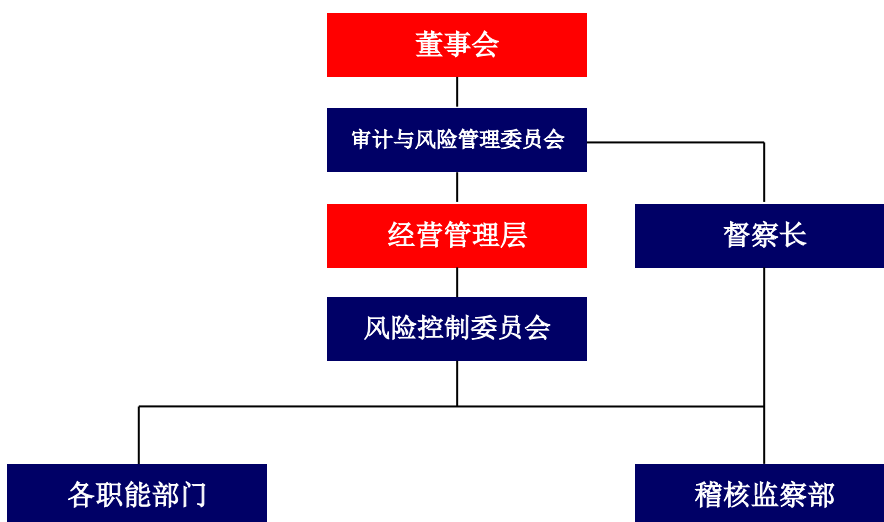 董事会
审计与风险管理委员会
经营管理层
督察长
风险控制委员会
各职能部门
稽核监察部